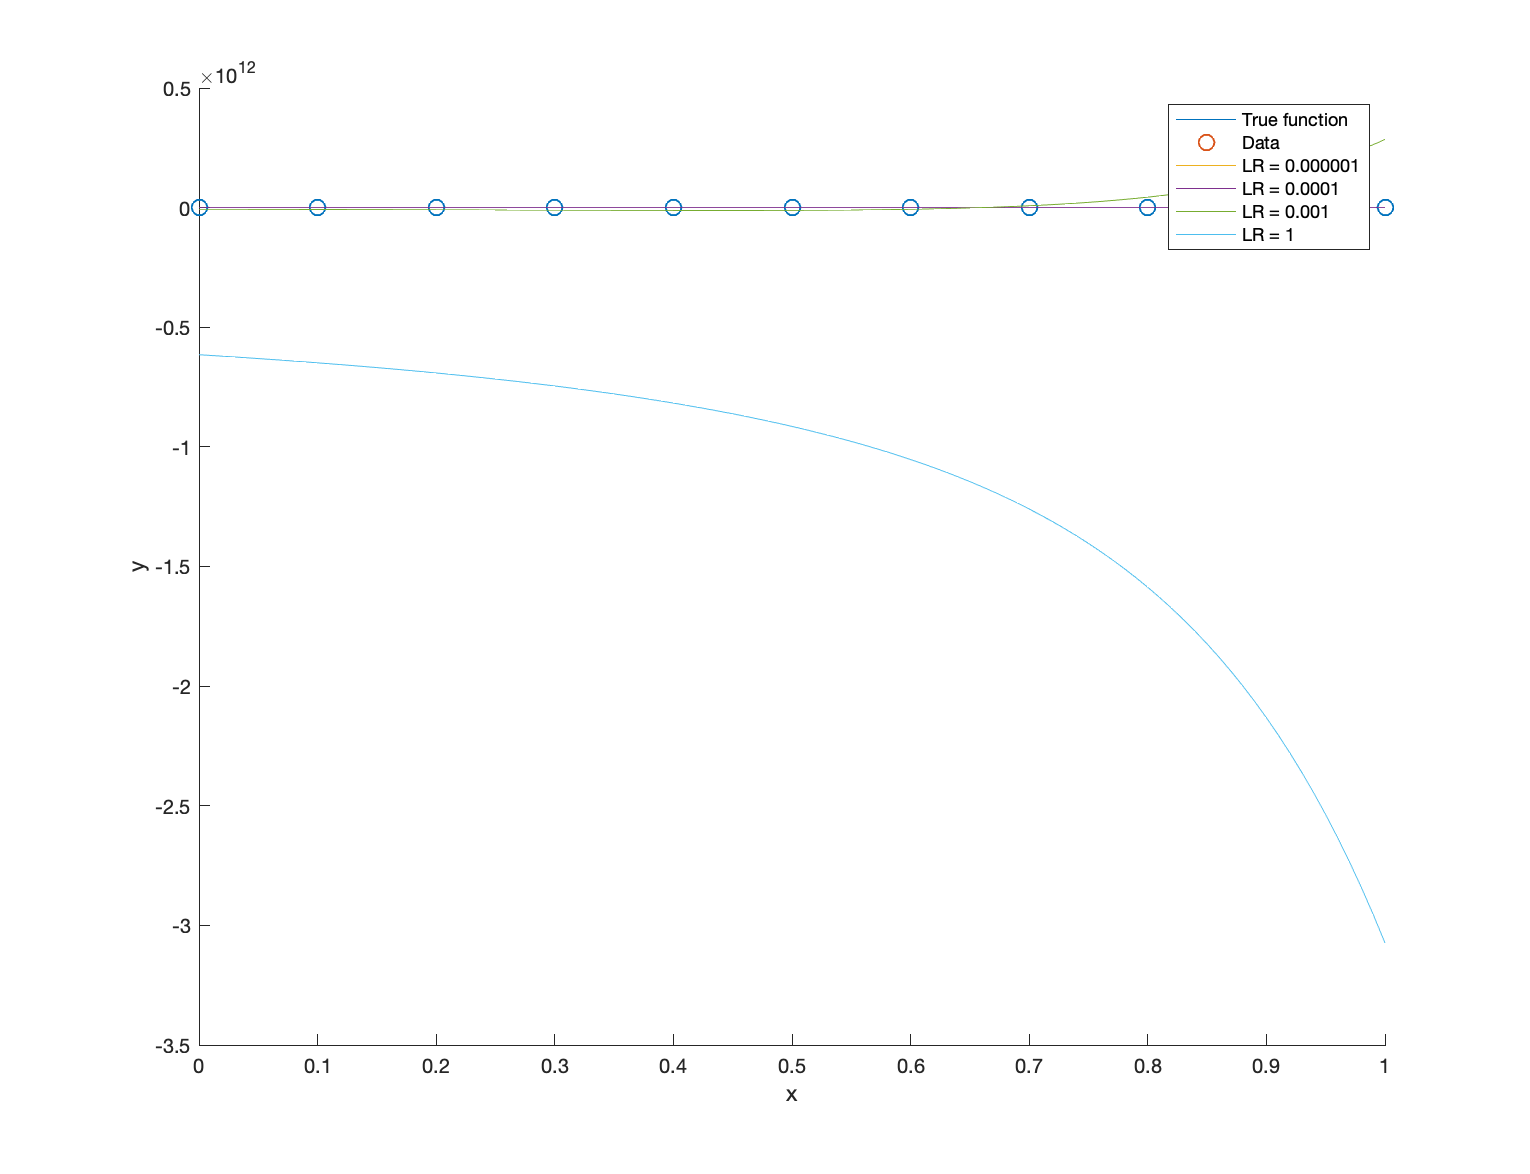 ×10^12
0.5
0
-0.5
-1
-1.5
-2
-2.5
-3
-3.5
y
0 0.1 0.2 0.3 0.4 0.5 0.6 0.7 0.8 0.9 1
x
True function
Data
LR = 0.000001
LR = 0.0001
LR = 0.001
LR = 1